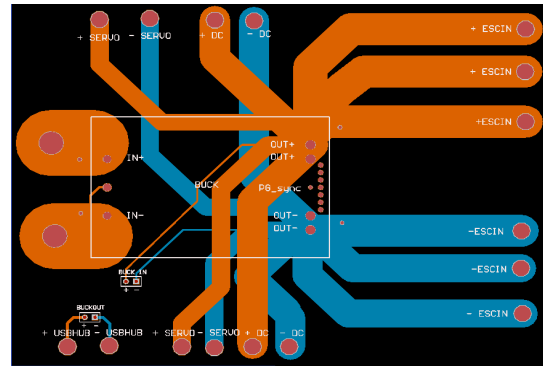 + SERVO - SERVO + DC - DC
+ ESCIN
+ ESCIN
+ESCIN
OUT+
OUT+
IN+
BUCK
PG_sync
IN-
OUT-
OUT-
-ESCIN
-ESCIN
- ESCIN
BUCK_IN
+ -
BUCKOUT
+ -
+ USBHUB - USBHUB + SERVO - SERVO + DC - DC